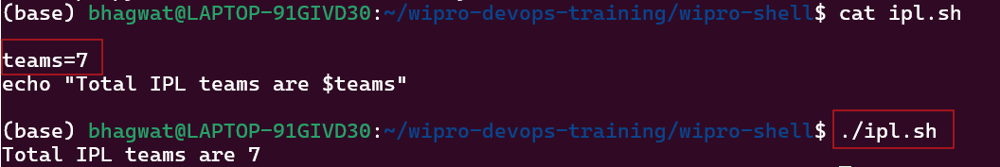 (base) bhagwat@LAPTOP-91GIVD30:~/wipro-devops-training/wipro-shell$ cat ipl.sh
teams=7
echo "Total IPL teams are $teams"
(base) bhagwat@LAPTOP-91GIVD30:~/wipro-devops-training/wipro-shell$ ./ipl.sh
Total IPL teams are 7